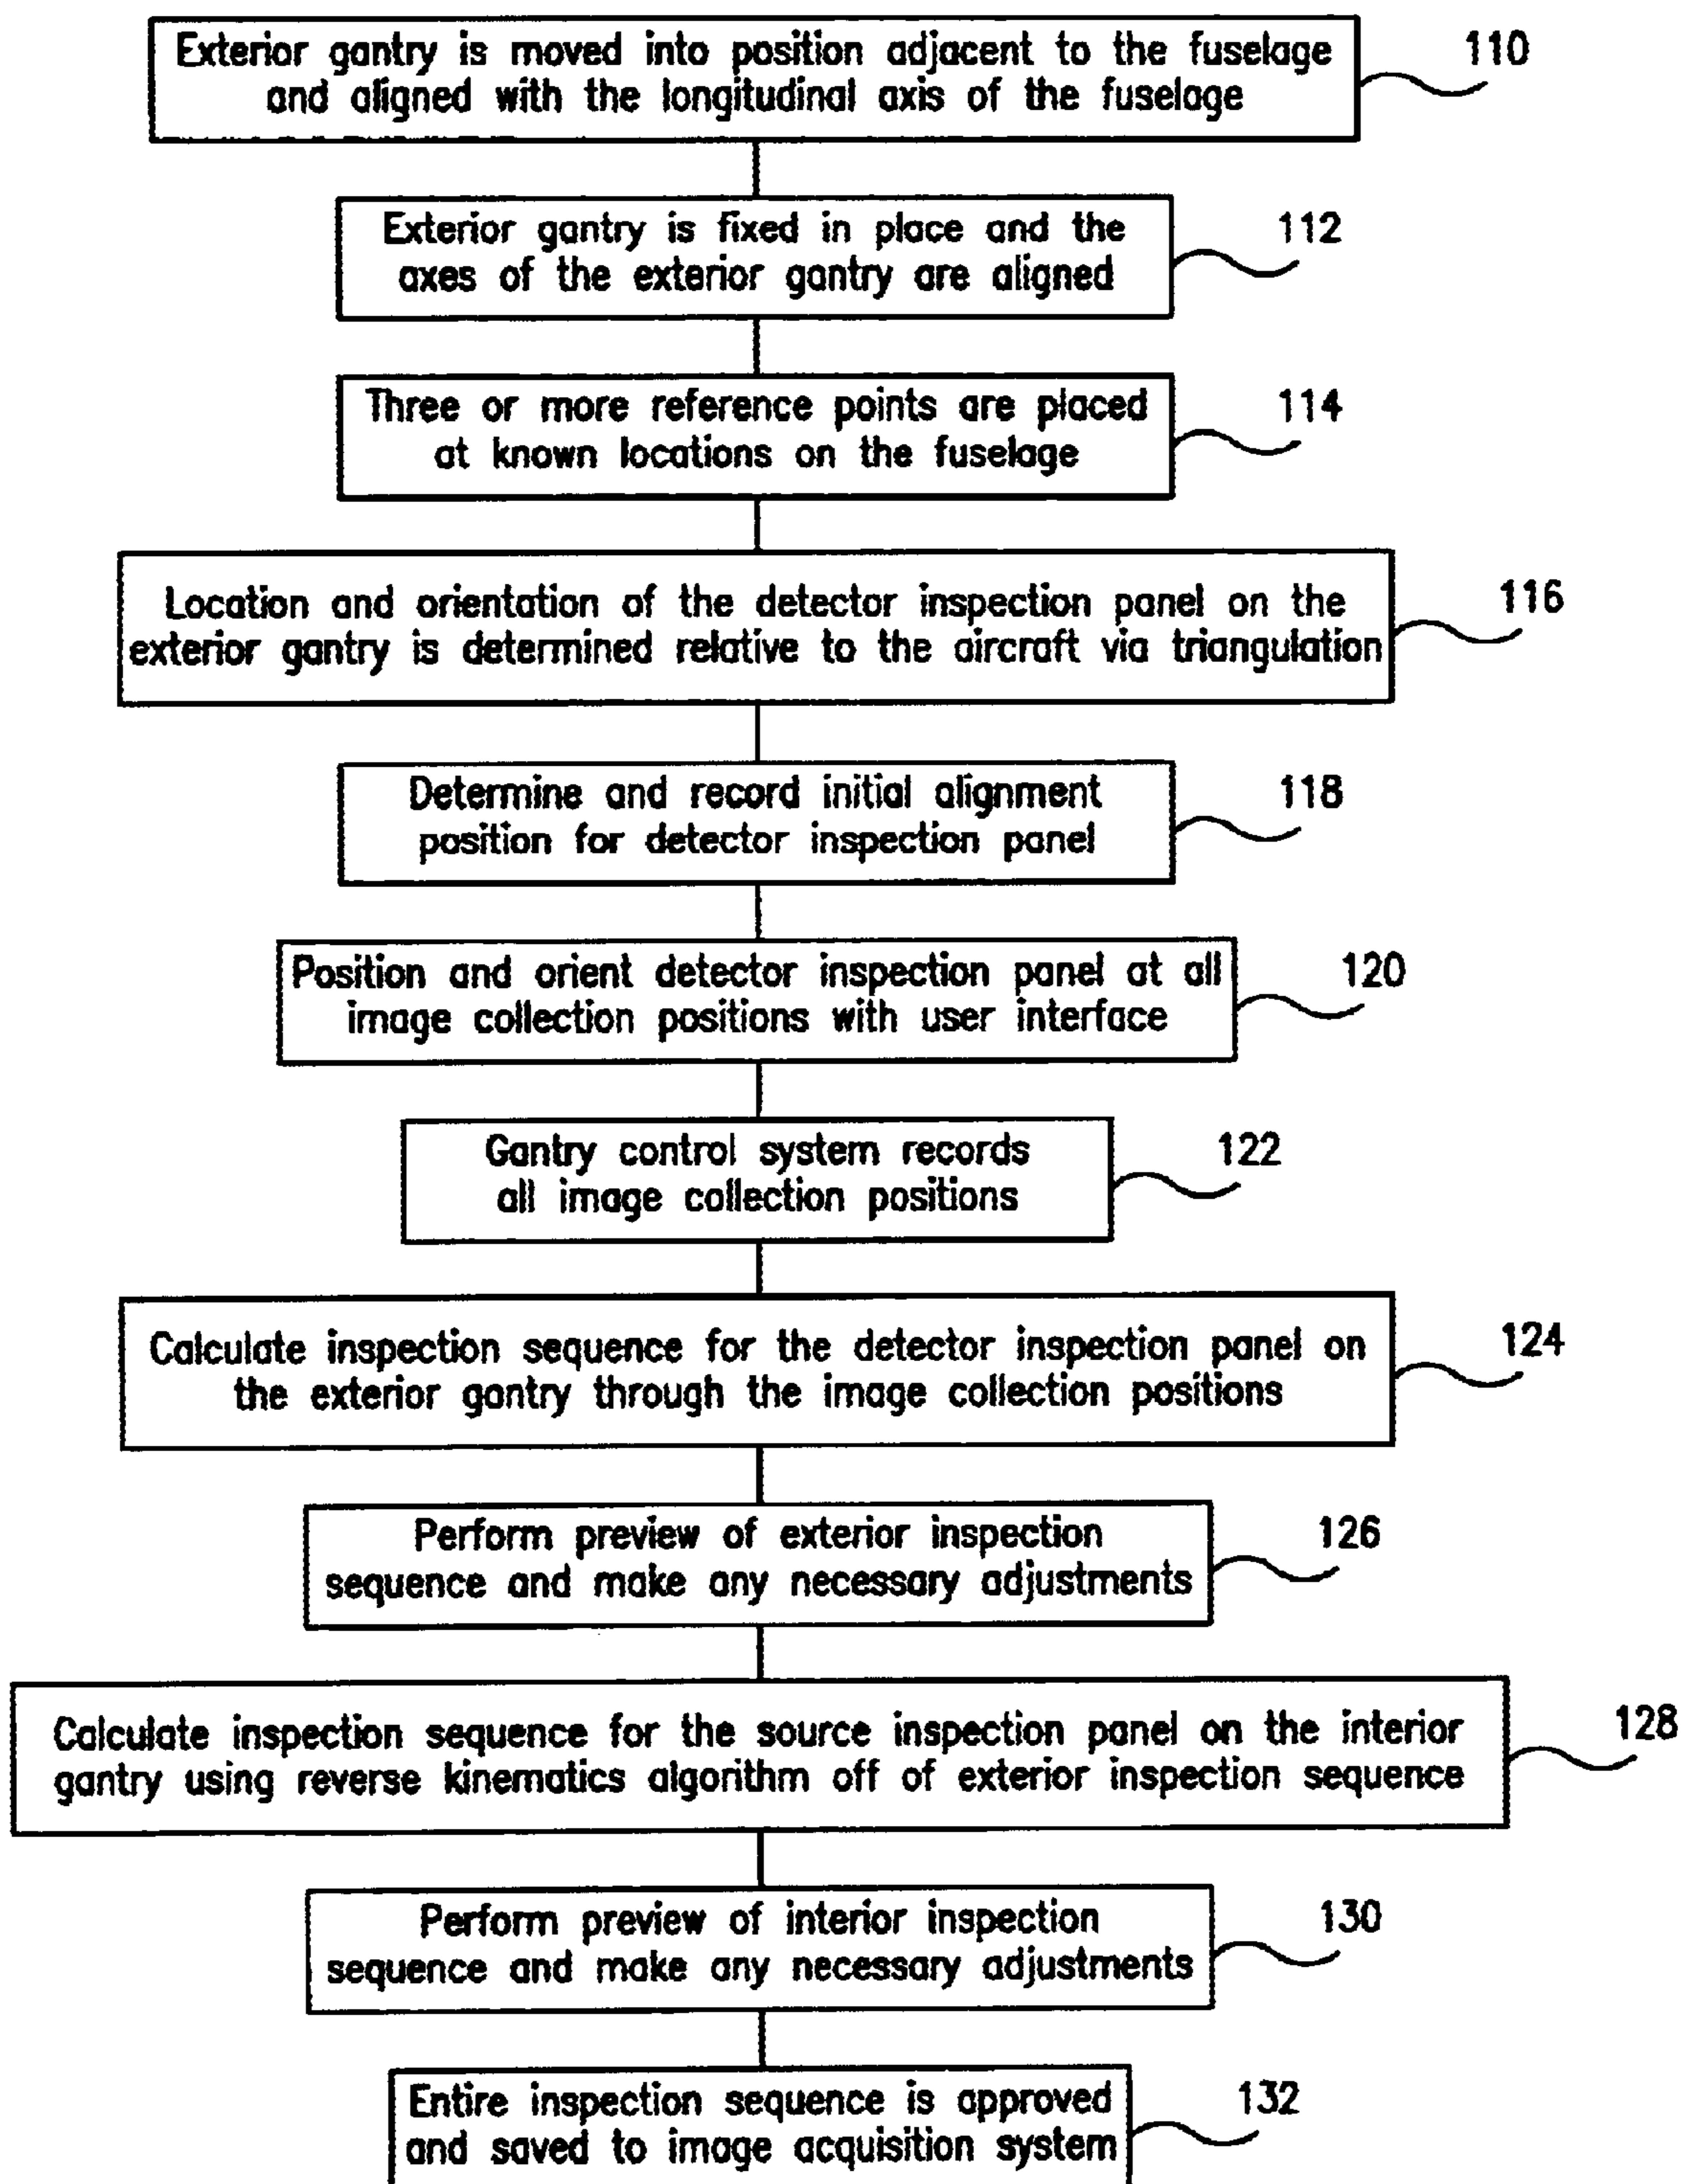 Exterior gantry is moved into position adjacent to the fuselage
and aligned with the longitudinal axis of the fuselage
110
Exterior gantry is fixed in place and the
axes of the exterior gantry are aligned
112
Three or more reference points are placed
at known locations on the fuselage
114
Location and orientation of the detector inspection panel on the
exterior gantry is determined relative to the aircraft via triangulation
116
Determine and record initial alignment
position for detector inspection panel
118
Position and orient detector inspection panel at all
image collection positions with user interface
120
Gantry control system records
all image collection positions
122
Calculate inspection sequence for the detector inspection panel on
the exterior gantry through the image collection positions
124
Perform preview of exterior inspection
sequence and make any necessary adjustments
126
Calculate inspection sequence for the source inspection panel on the interior
gantry using reverse kinematics algorithm off of exterior inspection sequence
128
Perform preview of interior inspection
sequence and make any necessary adjustments
130
Entire inspection sequence is approved
and saved to image acquisition system
132